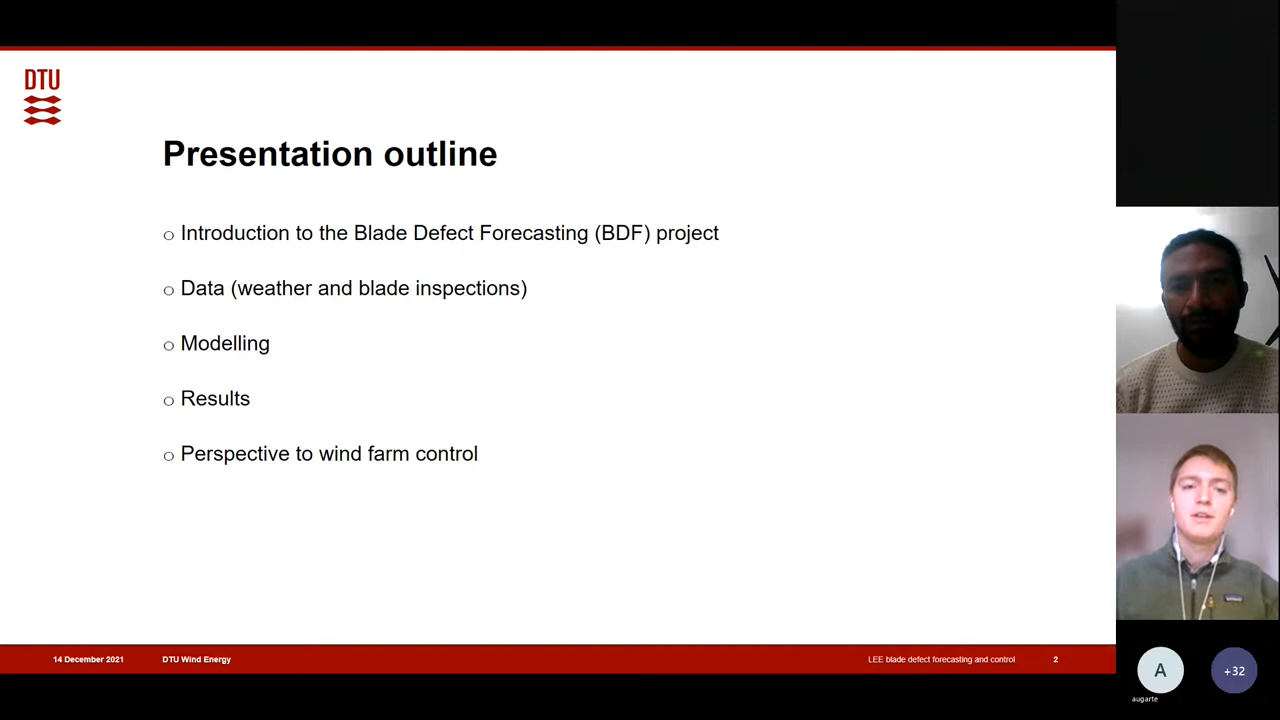 DTU
Presentation outline
Introduction to the Blade Defect Forecasting (BDF) project
Data (weather and blade inspections)
Modelling
Results
Perspective to wind farm control
14 December 2021 DTU Wind Energy LEE blade defect forecasting and control 2
A +32
augarte